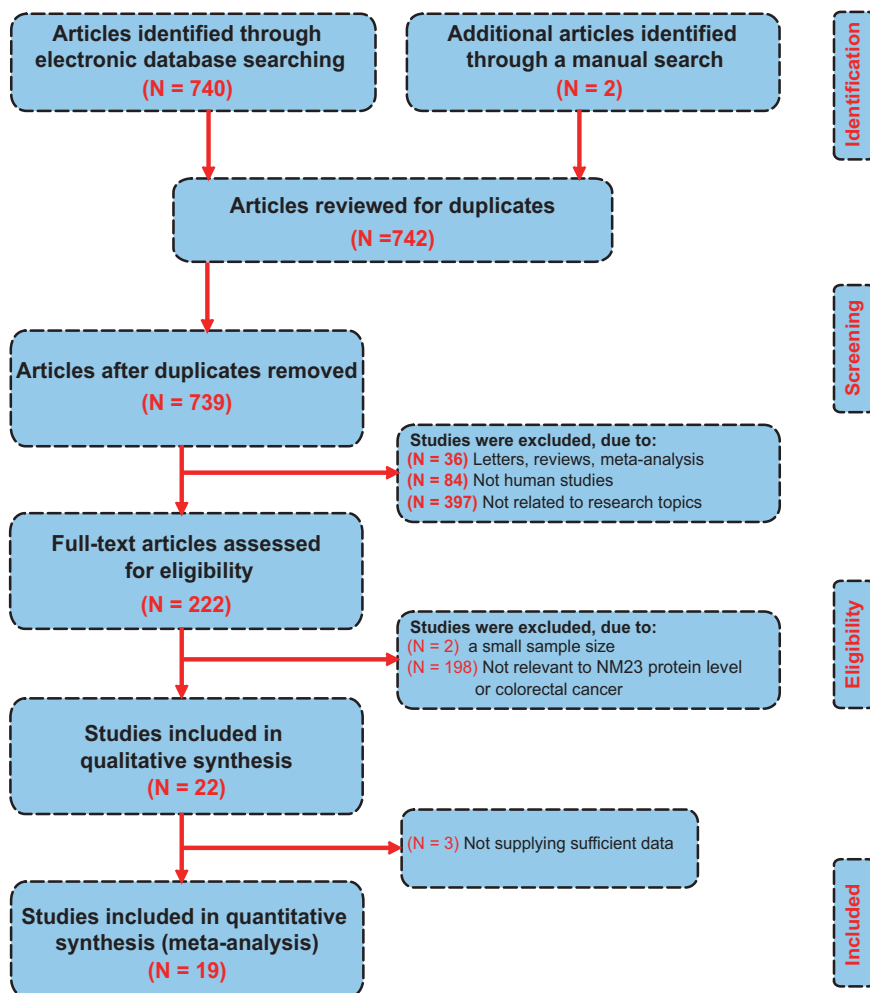 Articles identified through
electronic database searching
(N = 740)
Additional articles identified
through a manual search
(N = 2)
Identification
Articles reviewed for duplicates
(N =742)
Articles after duplicates removed
(N = 739)
Screening
Studies were excluded, due to:
(N = 36) Letters, reviews, meta-analysis
(N = 84) Not human studies
(N = 397) Not related to research topics
Full-text articles assessed
for eligibility
(N = 222)
Studies were excluded, due to:
(N = 2) a small sample size
(N = 198) Not relevant to NM23 protein level
or colorectal cancer
Eligibility
Studies included in
qualitative synthesis
(N = 22)
(N = 3) Not supplying sufficient data
Studies included in quantitative
synthesis (meta-analysis)
(N = 19)
Included